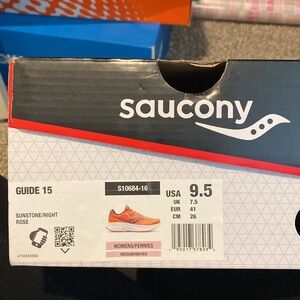 saucony
GUIDE 15
S10684-16
USA 9.5
UK 7.5
EUR 41
CM 26
SUNSTONE/NIGHT
ROSE
WOMENS/FEMMES
MEDIUM/MOYEN